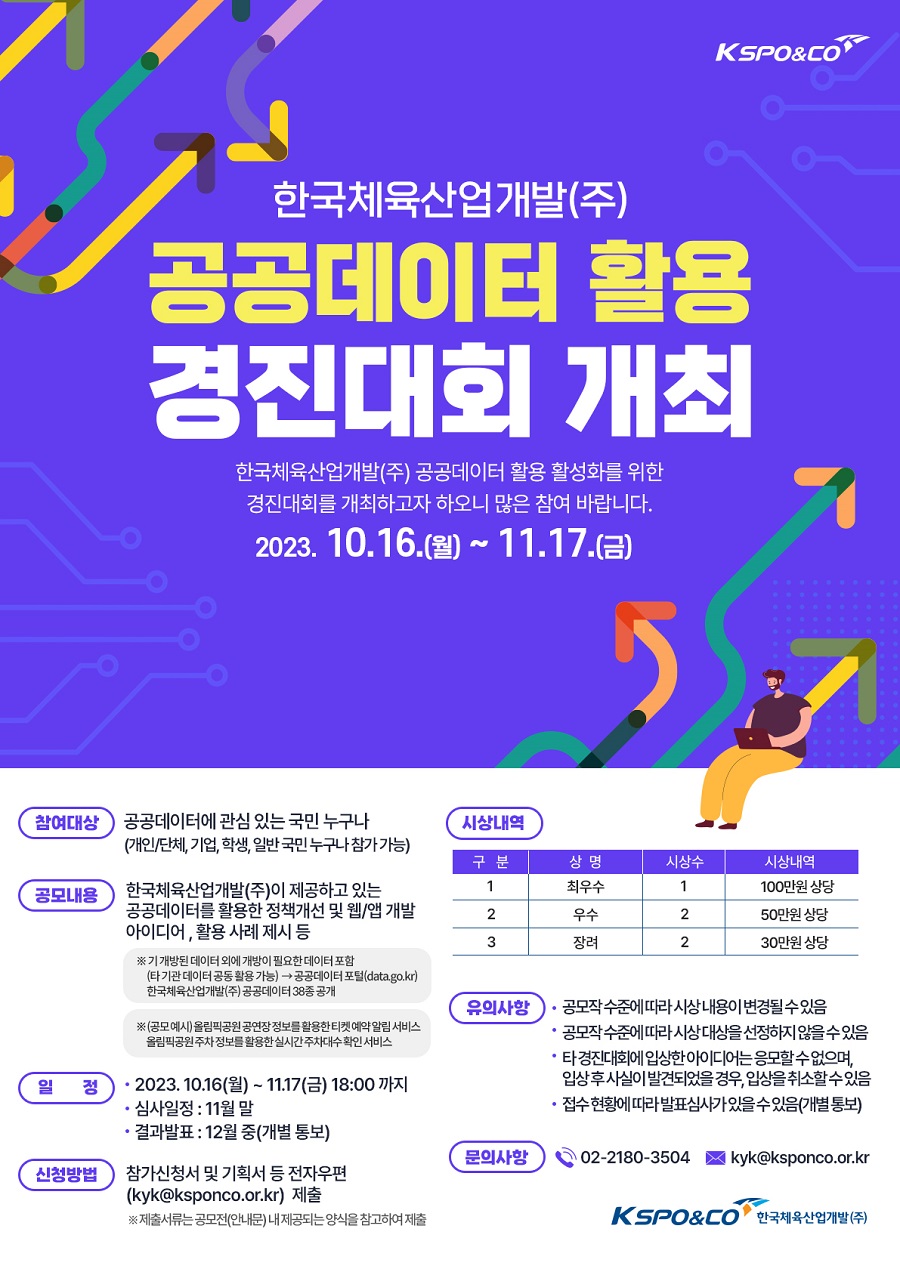 KSPO&CO
한국체육산업개발(주)
공공데이터 활용
경진대회 개최
한국체육산업개발(주) 공공데이터 활용 활성화를 위한
경진대회를 개최하고자 하오니 많은 참여 바랍니다.
2023. 10.16.(월) ~ 11.17.(금)
참여대상
공공데이터에 관심 있는 국민 누구나
(개인/단체, 기업, 학생, 일반 국민 누구나 참가 가능)
공모내용
한국체육산업개발(주)이 제공하고 있는
공공데이터를 활용한 정책개선 및 웹/앱 개발
아이디어 , 활용 사례 제시 등
※ 기 개방된 데이터 외에 개방이 필요한 데이터 포함
(타 기관 데이터 공동 활용 가능) → 공공데이터 포털(data.go.kr)
한국체육산업개발(주) 공공데이터 38종 공개
※ (공모 예시) 올림픽공원 공연장 정보를 활용한 티켓 예약 알림 서비스
올림픽공원 주차 정보를 활용한 실시간 주차대수 확인 서비스
일 정
• 2023. 10.16(월) ~ 11.17(금) 18:00 까지
• 심사일정 : 11월 말
• 결과발표 : 12월 중(개별 통보)
신청방법
참가신청서 및 기획서 등 전자우편
(kyk@ksponco.or.kr) 제출
※ 제출서류는 공모전(안내문) 내 제공되는 양식을 참고하여 제출
시상내역
구 분 상 명 시상수 시상내역
1 최우수 1 100만원 상당
2 우수 2 50만원 상당
3 장려 2 30만원 상당
유의사항
• 공모작 수준에 따라 시상 내용이 변경될 수 있음
• 공모작 수준에 따라 시상 대상을 선정하지 않을 수 있음
• 타 경진대회에 입상한 아이디어는 응모할 수 없으며,
입상 후 사실이 발견되었을 경우, 입상을 취소할 수 있음
• 접수 현황에 따라 발표심사가 있을 수 있음(개별 통보)
문의사항
02-2180-3504 kyk@ksponco.or.kr
KSPO&CO 한국체육산업개발(주)